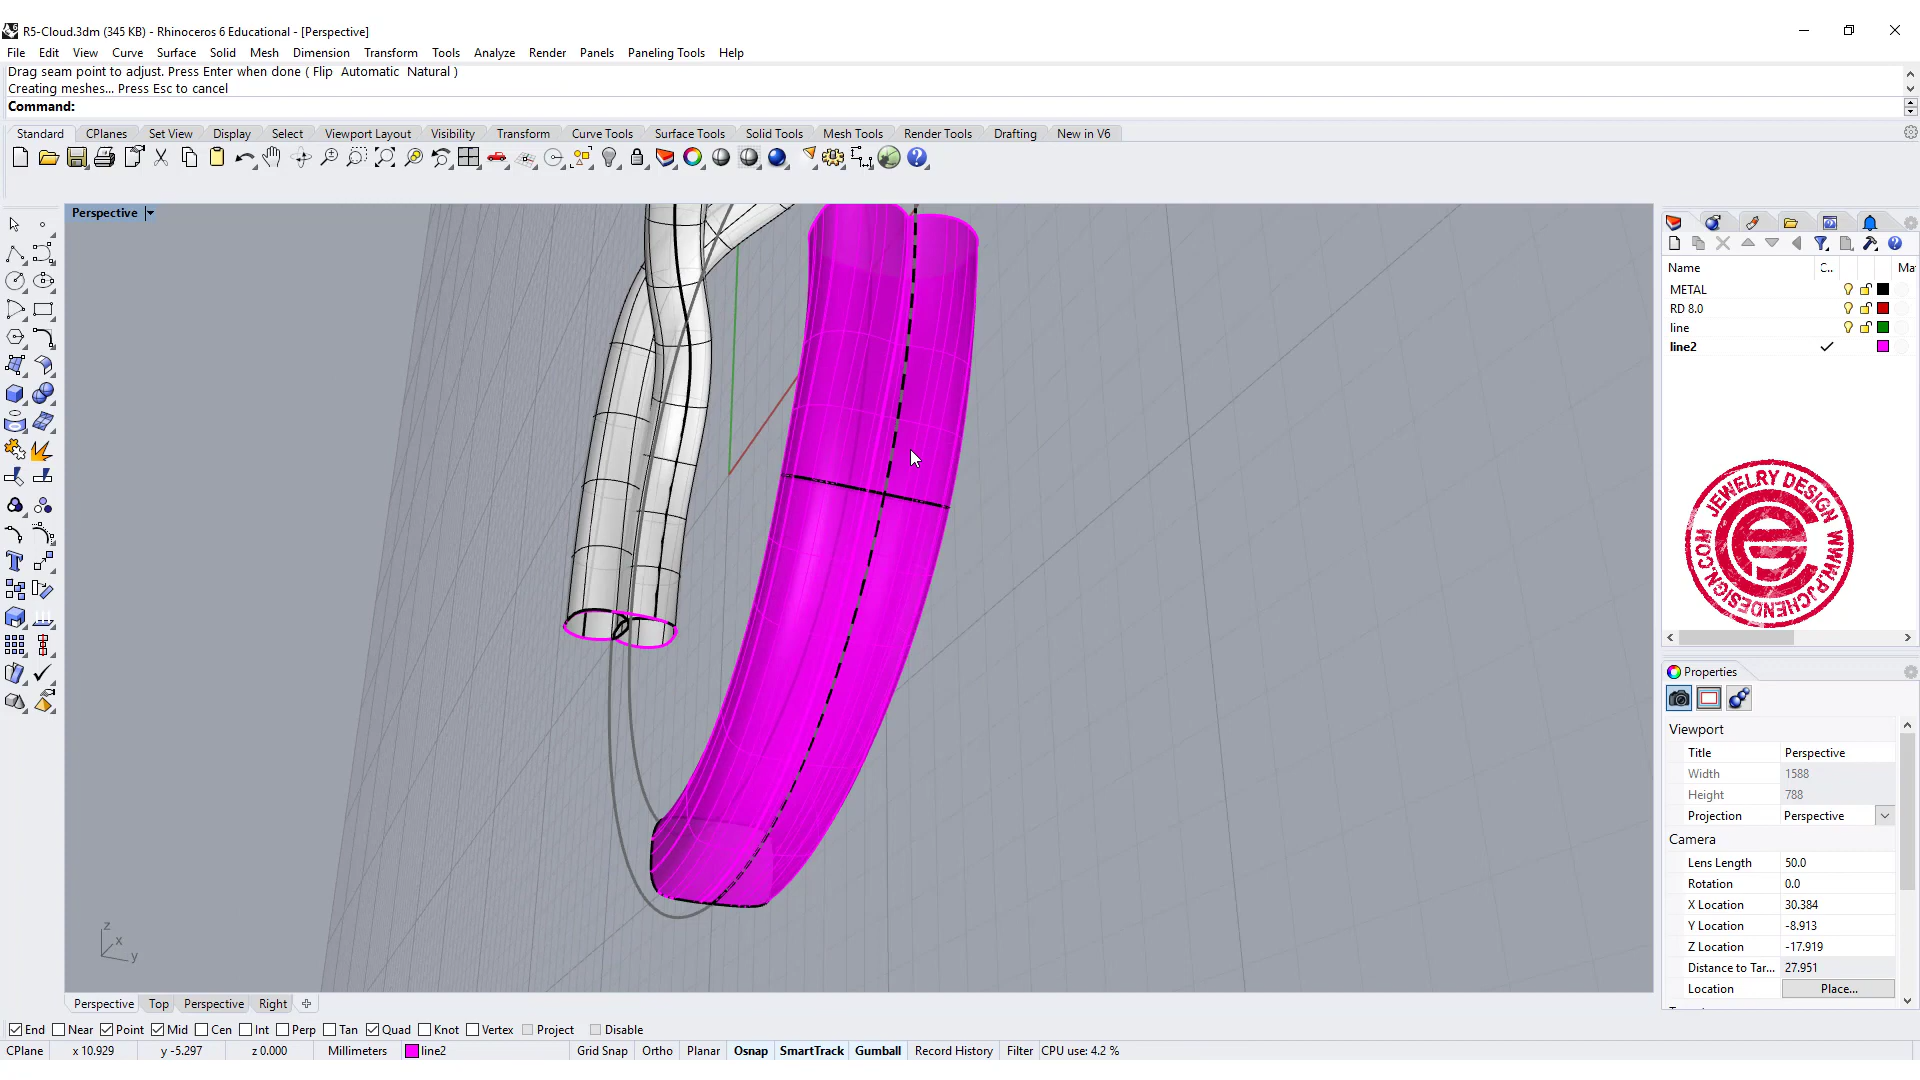 R5-Cloud.3dm (345 KB) - Rhinoceros 6 Educational - [Perspective]
File Edit View Curve Surface Solid Mesh Dimension Transform Tools Analyze Render Panels Paneling Tools Help
Drag seam point to adjust. Press Enter when done ( Flip Automatic Natural )
Creating meshes... Press Esc to cancel
Command:
Standard CPlanes Set View Display Select Viewport Layout Visibility Transform Curve Tools Surface Tools Solid Tools Mesh Tools Render Tools Drafting New in V6
Perspective
Name C.. Ma
METAL
RD 8.0
line
line2
JEWELRY DESIGN WWW.PJCHENDESIGN.COM
Properties
Viewport
Title Perspective
Width 1588
Height 788
Projection Perspective
Camera
Lens Length 50.0
Rotation 0.0
X Location 30.384
Y Location -8.913
Z Location -17.919
Distance to Tar... 27.951
Location Place...
z
x
y
Perspective Top Perspective Right
End Near Point Mid Cen Int Perp Tan Quad Knot Vertex Project Disable
CPlane x 10.929 y -5.297 z 0.000 Millimeters line2 Grid Snap Ortho Planar Osnap SmartTrack Gumball Record History Filter CPU use: 4.2 %